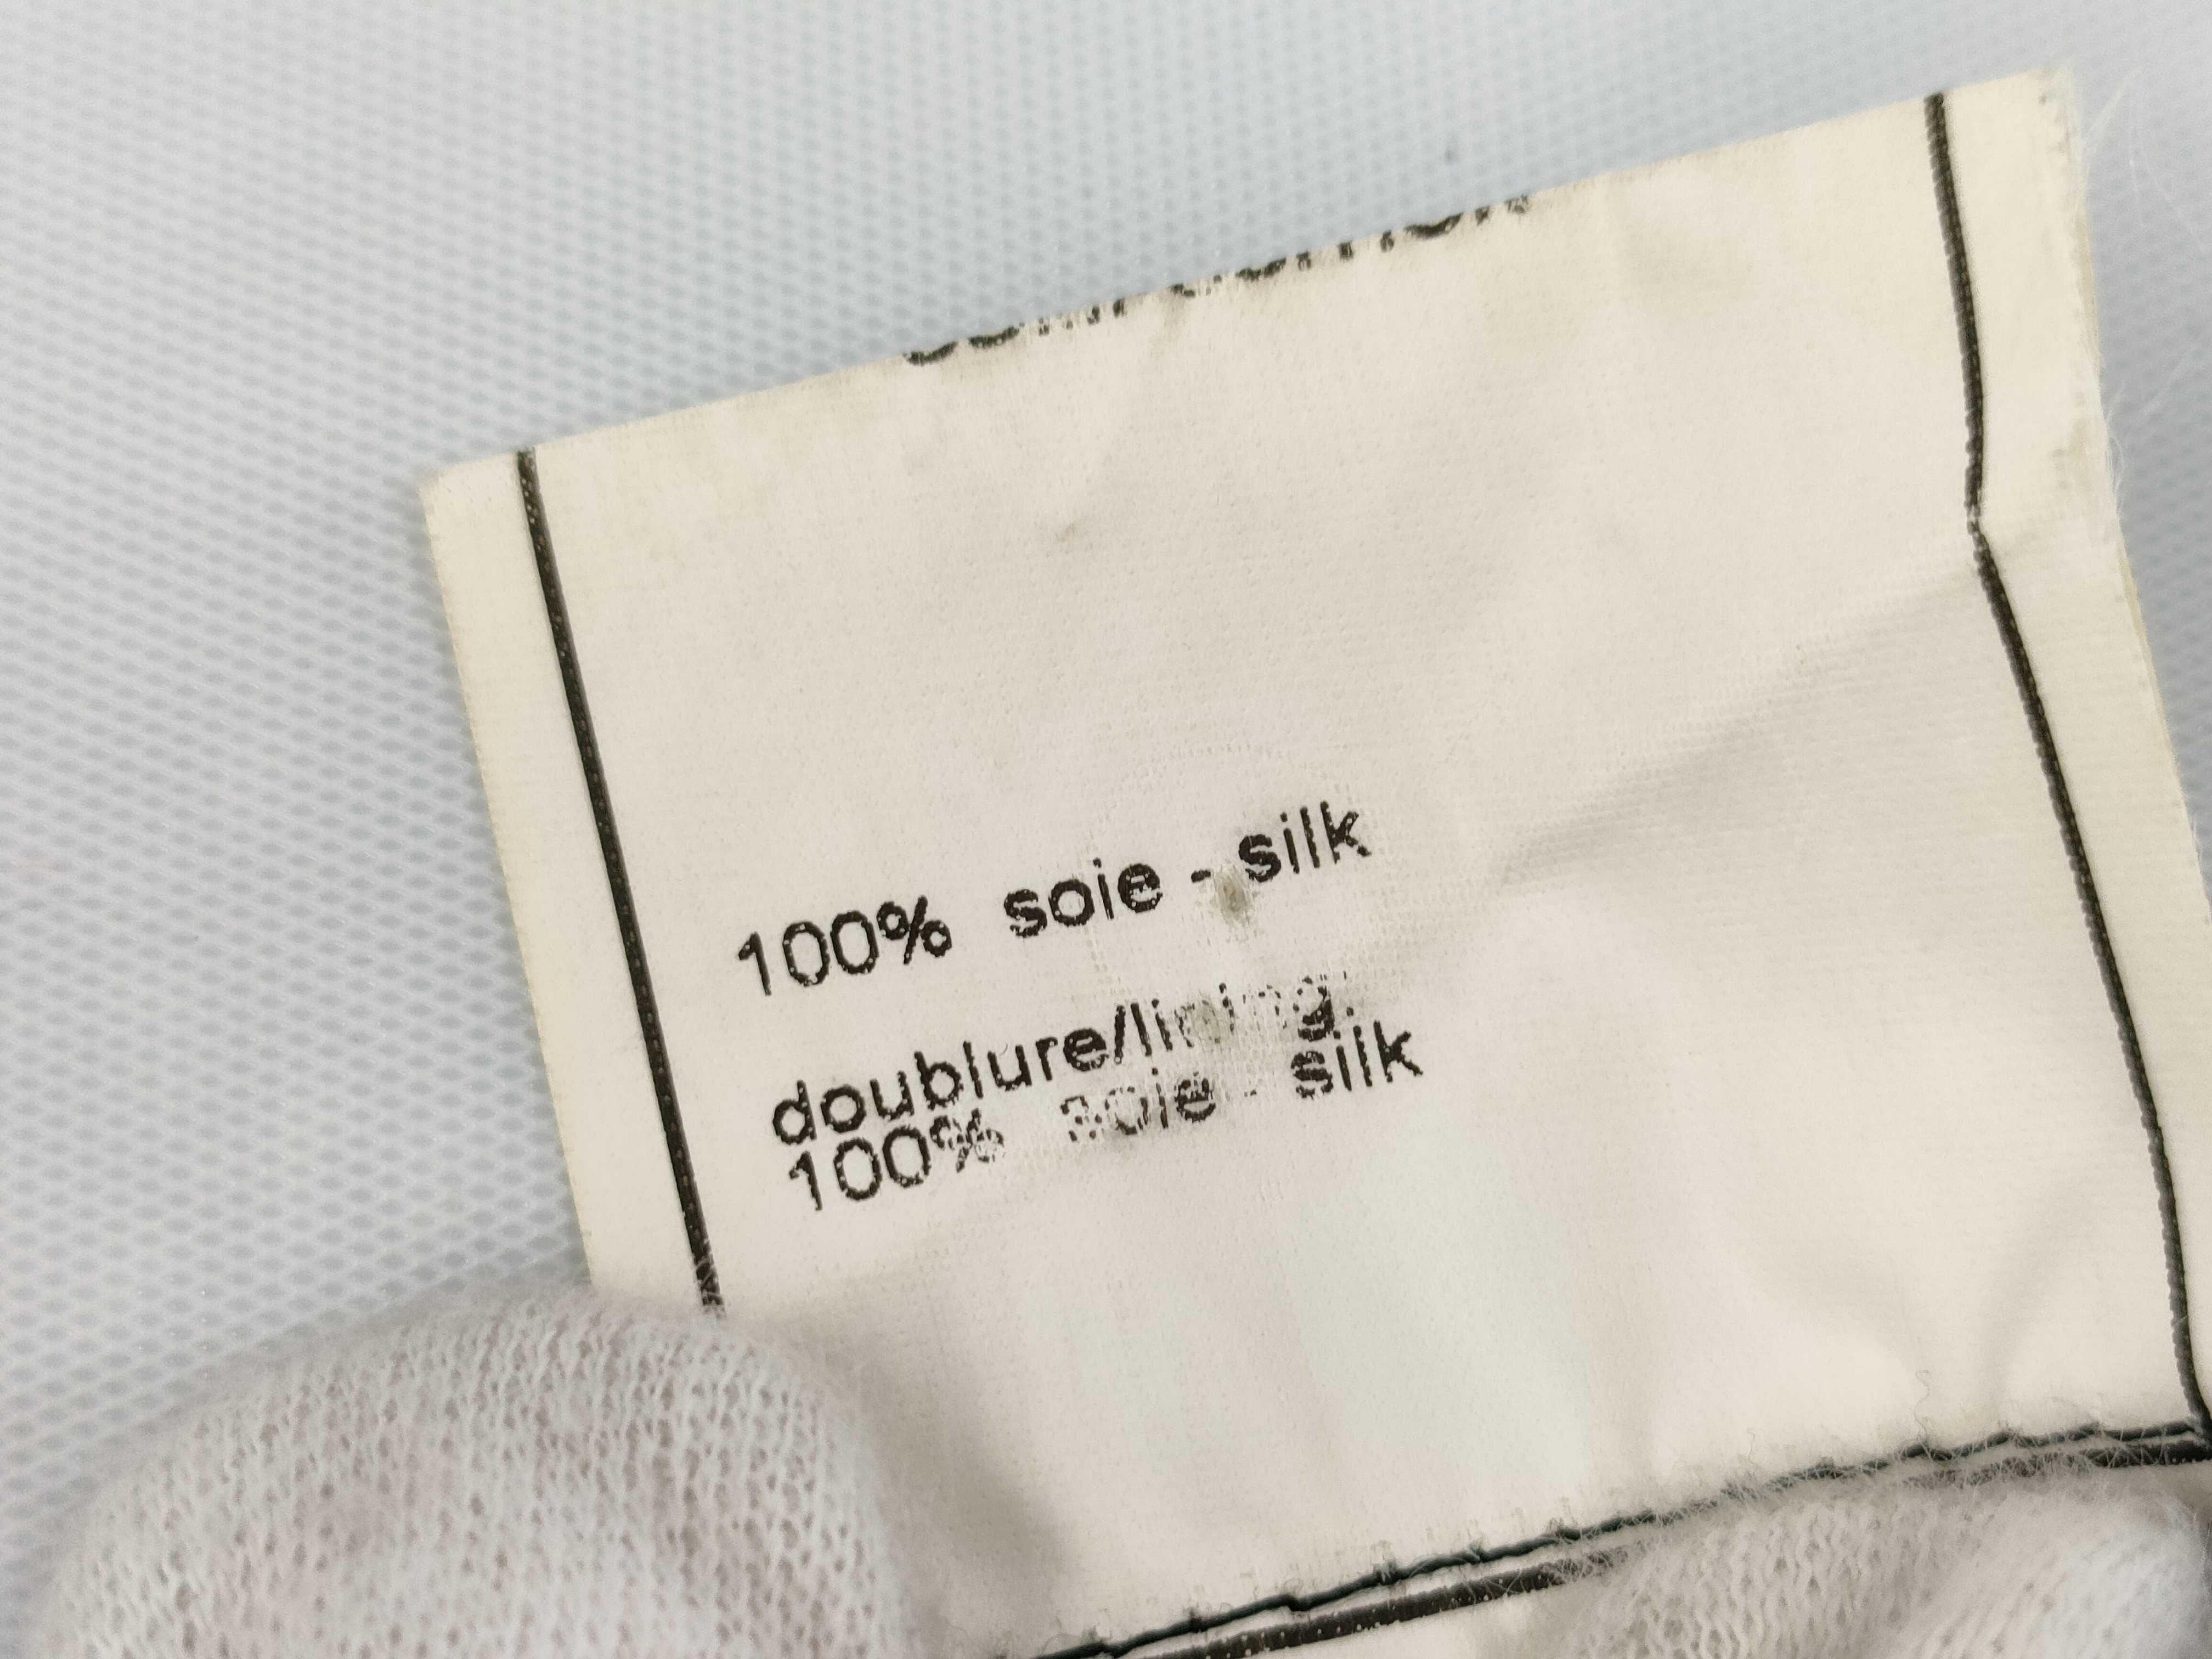 100% soie - silk
doublure/lining
100% soie - silk